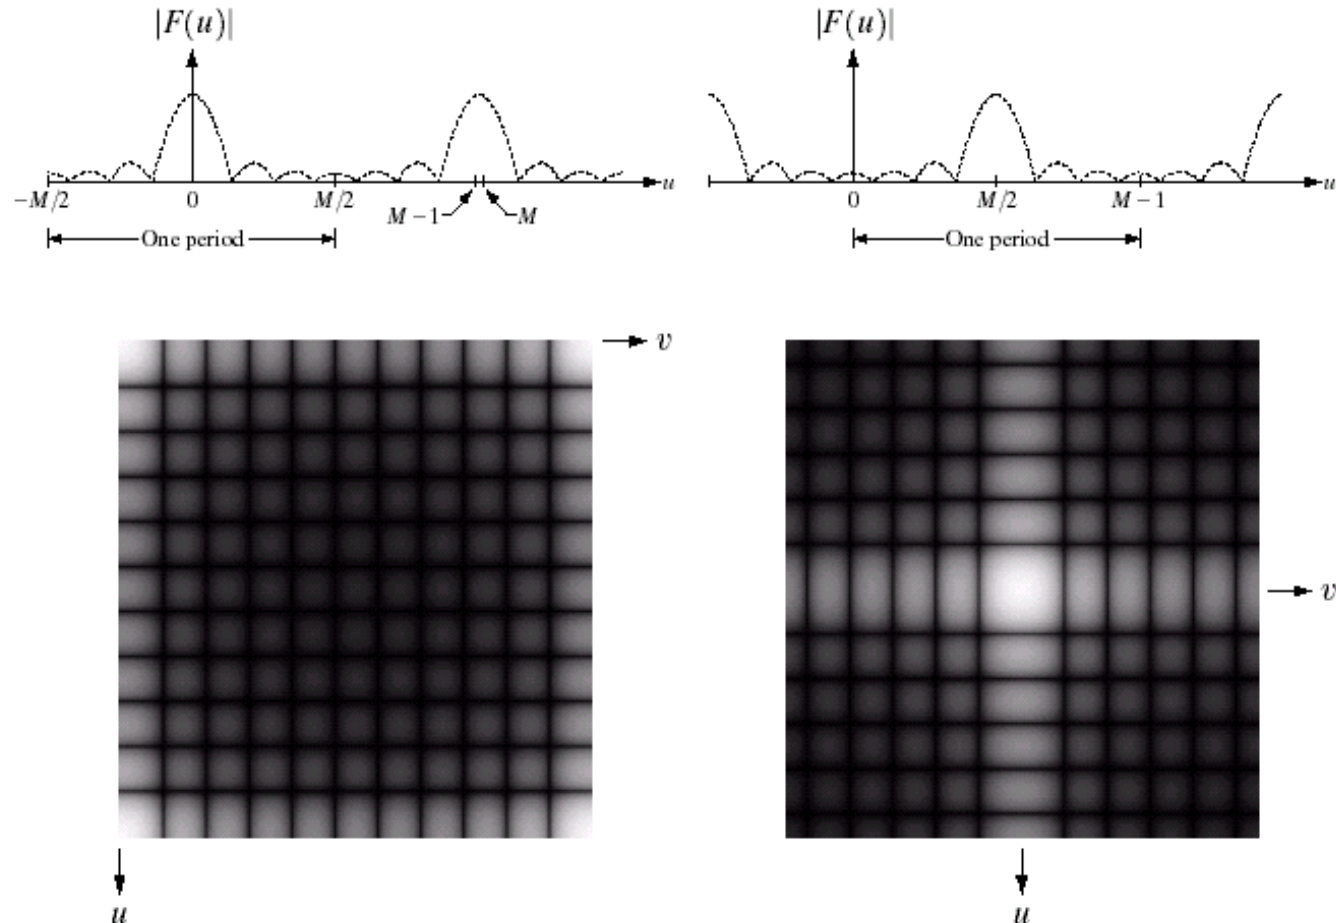 |F(u)|
|F(u)|
u
u
−M/2
0
M/2
M − 1
M
0
M/2
M − 1
One period
One period
v
v
u
u